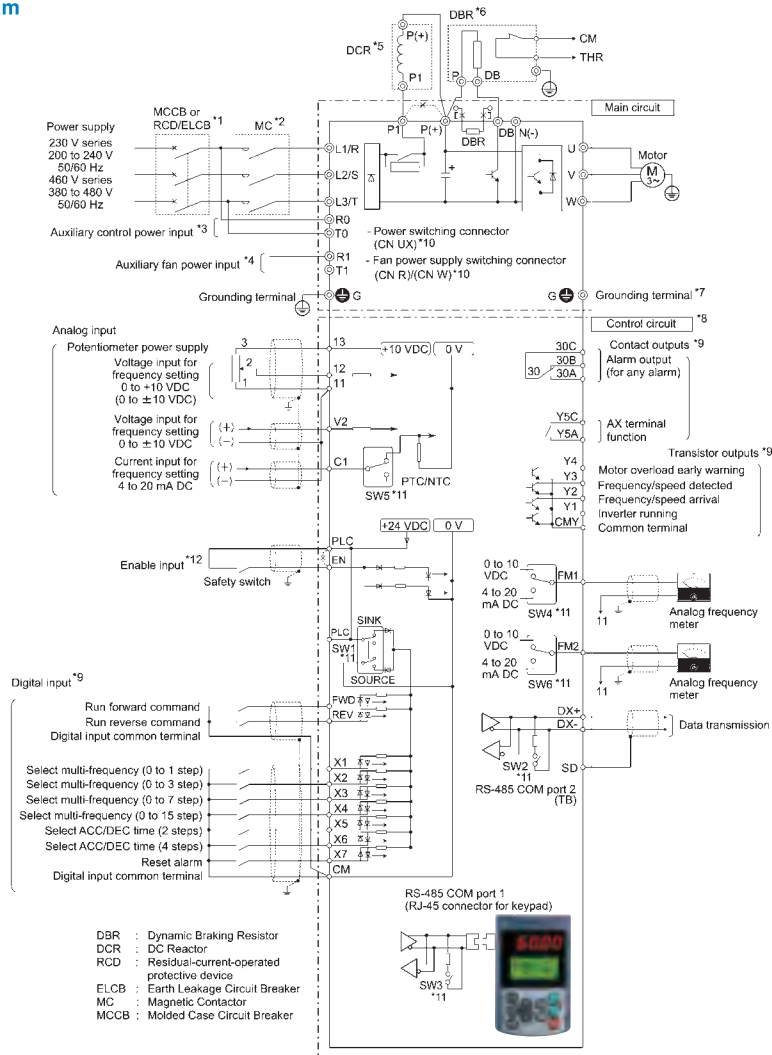 m
DBR *6
DCR *5
P(+)
P1
P
DB
CM
THR
MCCB or
RCD/ELCB *1
MC *2
Main circuit
Power supply
230 V series
200 to 240 V
50/60 Hz
460 V series
380 to 480 V
50/60 Hz
P1
P(+)
DBR
DB
N(-)
L1/R
L2/S
L3/T
U
V
W
Motor
M
3~
R0
T0
Auxiliary control power input *3
- Power switching connector
(CN UX) *10
Auxiliary fan power input *4
R1
T1
- Fan power supply switching connector
(CN R)/(CN W) *10
Grounding terminal
G
G
Grounding terminal *7
Control circuit *8
Analog input
Potentiometer power supply
3
13
+10 VDC
0 V
Voltage input for
frequency setting
0 to +10 VDC
(0 to ±10 VDC)
2
12
1
11
Voltage input for
frequency setting
0 to ±10 VDC
(+)
(−)
V2
Current input for
frequency setting
4 to 20 mA DC
(+)
(−)
C1
SW5 *11
PTC/NTC
30C
30B
30
30A
Contact outputs *9
Alarm output
(for any alarm)
Y5C
Y5A
AX terminal
function
Transistor outputs *9
Y4
Motor overload early warning
Y3
Frequency/speed detected
Y2
Frequency/speed arrival
Y1
Inverter running
CMY
Common terminal
+24 VDC
0 V
Enable input *12
Safety switch
PLC
EN
PLC
SINK
SW1
*11
SOURCE
0 to 10
VDC
4 to 20
mA DC
FM1
SW4 *11
11
Analog frequency
meter
0 to 10
VDC
4 to 20
mA DC
FM2
SW6 *11
11
Analog frequency
meter
Digital input *9
Run forward command
FWD
Run reverse command
REV
Digital input common terminal
DX+
DX-
Data transmission
SW2
*11
SD
RS-485 COM port 2
(TB)
Select multi-frequency (0 to 1 step)
X1
Select multi-frequency (0 to 3 step)
X2
Select multi-frequency (0 to 7 step)
X3
Select multi-frequency (0 to 15 step)
X4
Select ACC/DEC time (2 steps)
X5
Select ACC/DEC time (4 steps)
X6
Reset alarm
X7
Digital input common terminal
CM
RS-485 COM port 1
(RJ-45 connector for keypad)
SW3
*11
60.00
DBR : Dynamic Braking Resistor
DCR : DC Reactor
RCD : Residual-current-operated
protective device
ELCB : Earth Leakage Circuit Breaker
MC : Magnetic Contactor
MCCB : Molded Case Circuit Breaker